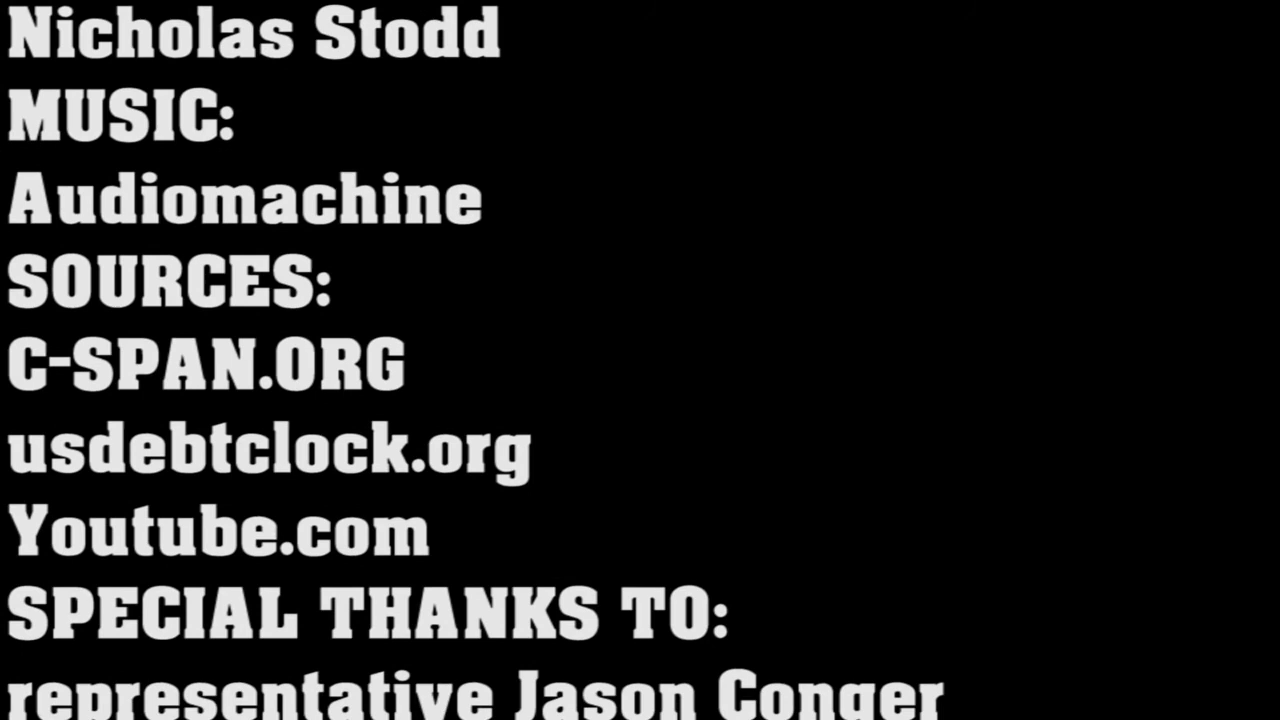 Nicholas Stodd
MUSIC:
Audiomachine
SOURCES:
C-SPAN.ORG
usdebtclock.org
Youtube.com
SPECIAL THANKS TO:
representative Jason Conger